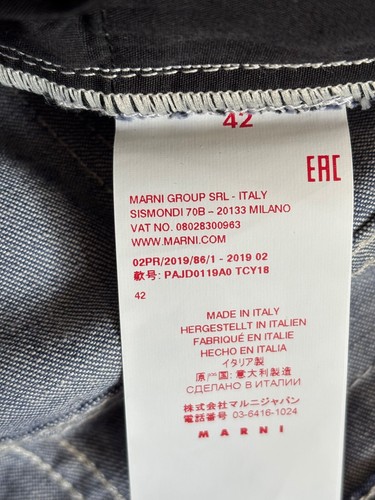 42
EAC
MARNI GROUP SRL - ITALY
SISMONDI 70B – 20133 MILANO
VAT NO. 08028300963
WWW.MARNI.COM
02PR/2019/86/1 - 2019 02
款号: PAJD0119A0 TCY18
42
MADE IN ITALY
HERGESTELLT IN ITALIEN
FABRIQUÉ EN ITALIE
HECHO EN ITALIA
イタリア製
原产国: 意大利制造
СДЕЛАНО В ИТАЛИИ
株式会社マルニジャパン
電話番号 03-6416-1024
MARNI